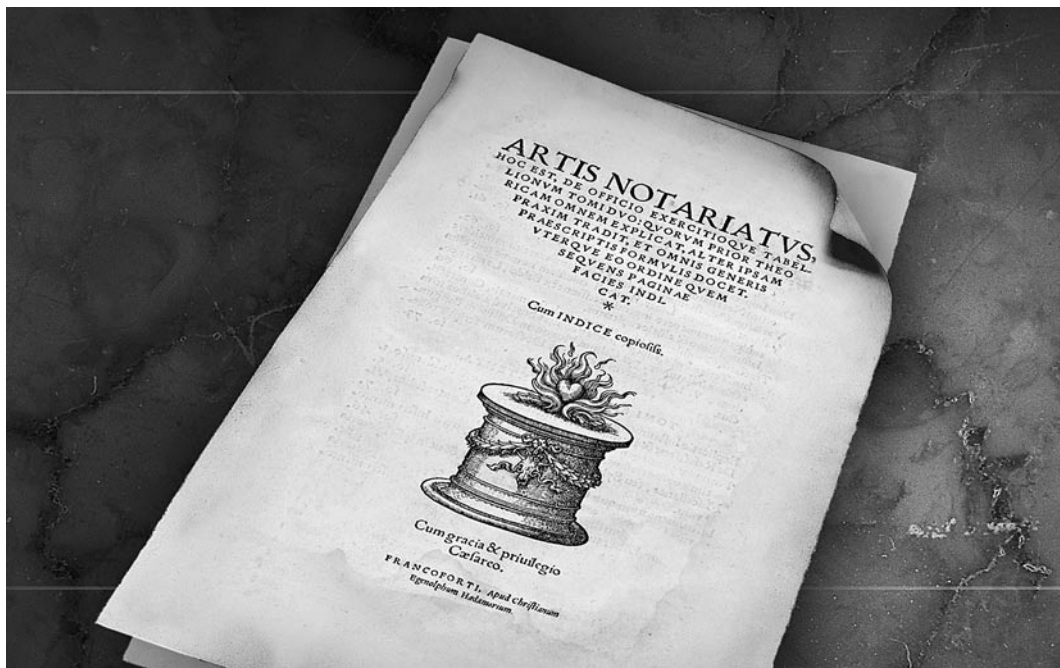 ARTIS NOTARIATVS,
HOC EST, DE OFFICIO EXERCITIOQVE TABEL-
LIONVM TOMI DVO: QVORVM PRIOR THEO
RICAM OMNEM EXPLICAT, ALTER IPSAM
PRAXIM TRADIT, ET OMNIS GENERIS
PRAESCRIPTIS FORMVLIS DOCET.
VTERQVE EO ORDINE QVEM
SEQVENS PAGINAE
FACIES INDI
CAT.
*
Cum INDICE copiosiſs.
Cum gracia & priuilegio
Cæſareo.
FRANCOFORTI, Apud Chriſtianum
Egenolphum Hadamarium.